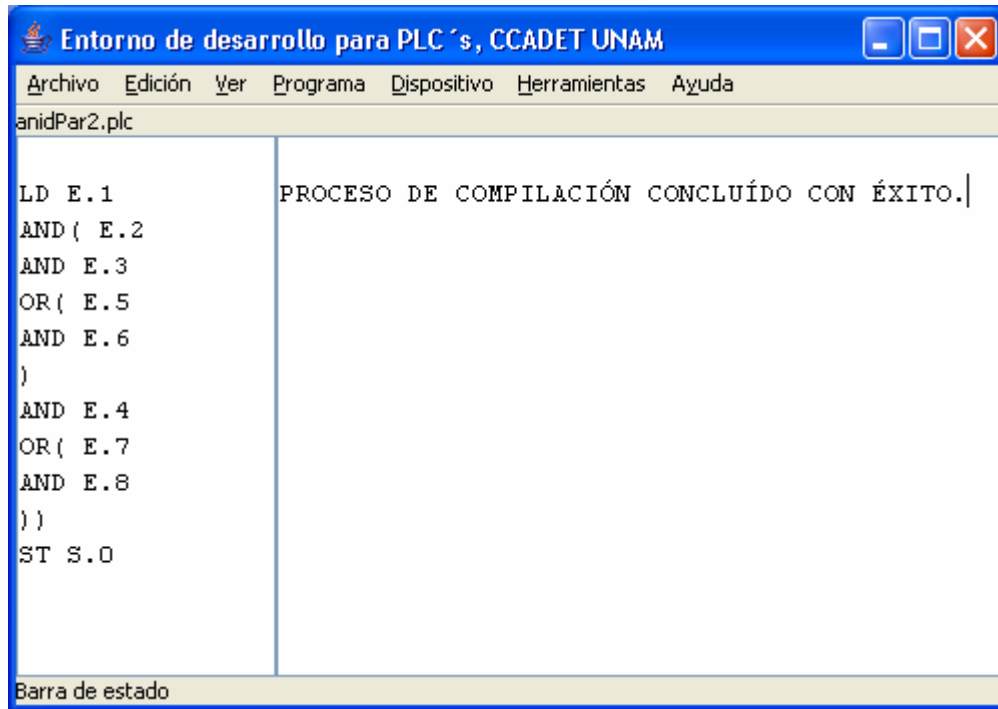 Entorno de desarrollo para PLC´s, CCADET UNAM
Archivo Edición Ver Programa Dispositivo Herramientas Ayuda
anidPar2.plc
LD E.1
AND( E.2
AND E.3
OR( E.5
AND E.6
)
AND E.4
OR( E.7
AND E.8
))
ST S.0
PROCESO DE COMPILACIÓN CONCLUÍDO CON ÉXITO.
Barra de estado